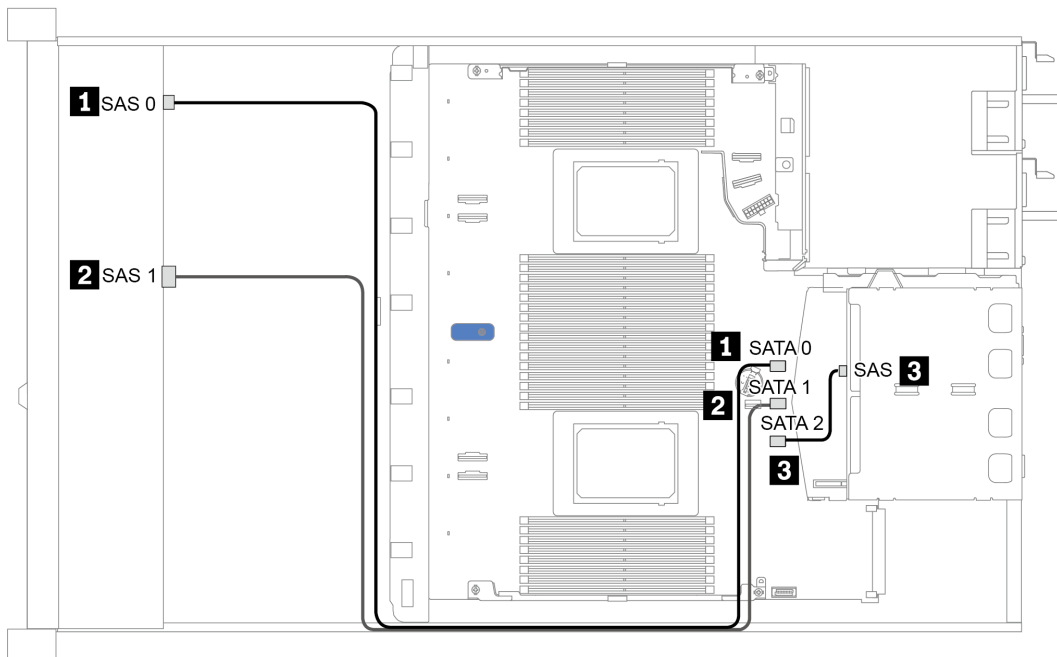 1 SAS 0
2 SAS 1
1 SATA 0
SAS 3
2 SATA 1
SATA 2
3